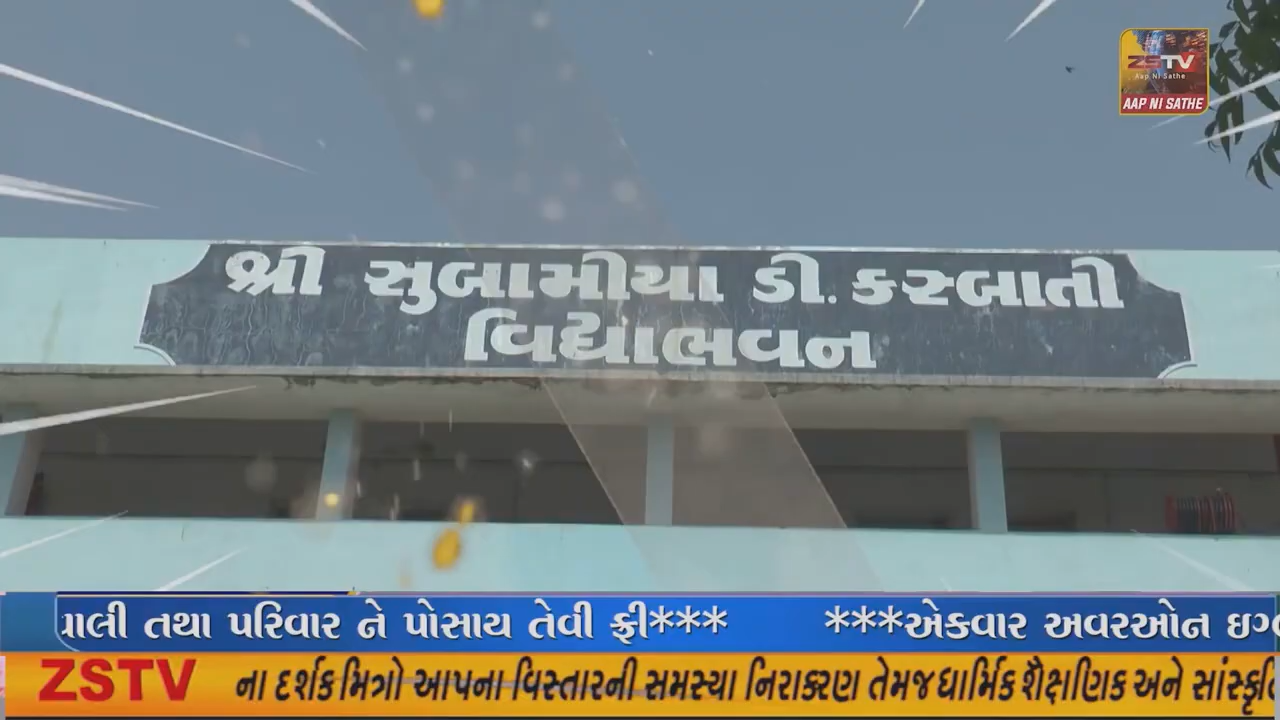 ZSTV
Aap Ni Sathe
AAP NI SATHE
શ્રી સુબામીયા ડી. કરબાતી
વિદ્યાભવન
તથા પરિવાર ને પોસાય તેવી ફ્રી*** ***એકવાર અવરઓન
ZSTV ના દર્શક મિત્રો આપના વિસ્તારની સમસ્યા નિરાકરણ તેમજ ધાર્મિક શૈક્ષણિક અને